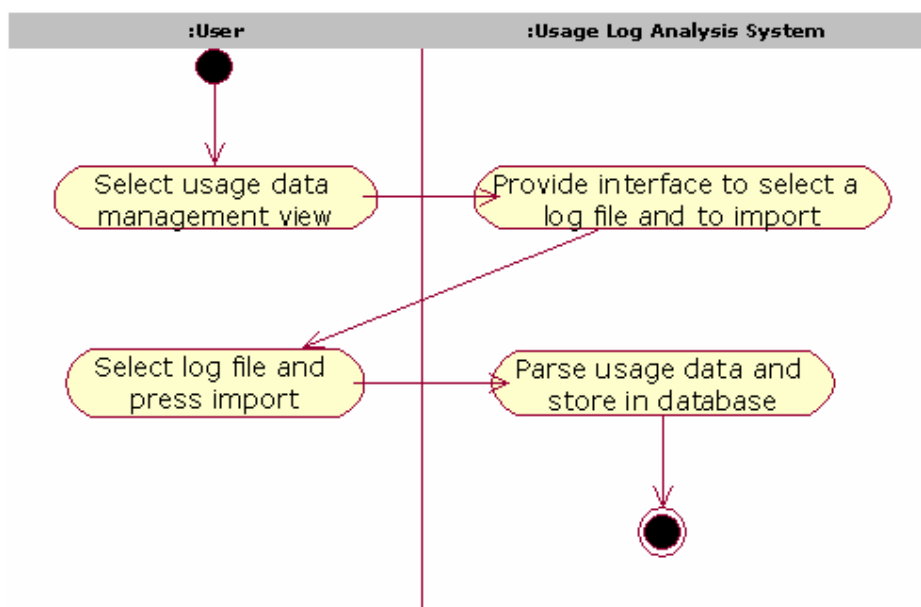 :User
:Usage Log Analysis System
Select usage data
management view
Provide interface to select a
log file and to import
Select log file and
press import
Parse usage data and
store in database